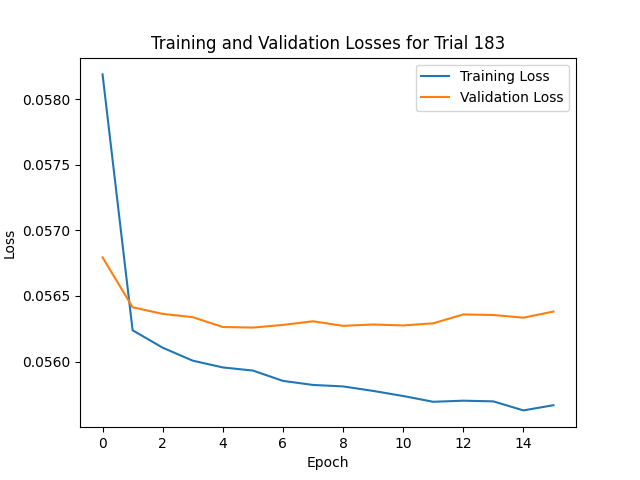 Training and Validation Losses for Trial 183
Training Loss
Validation Loss
0.0580
0.0575
0.0570
0.0565
0.0560
Loss
0 2 4 6 8 10 12 14
Epoch